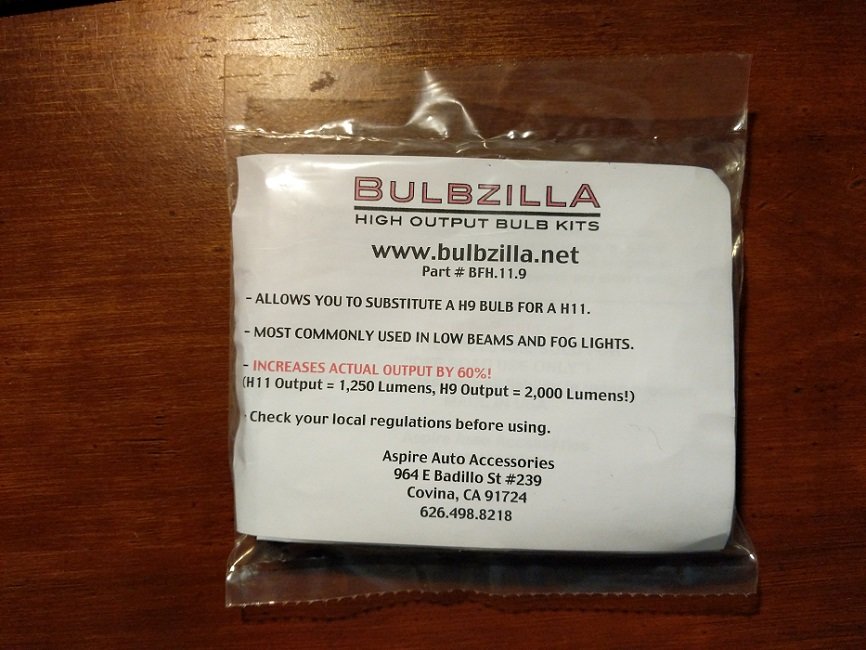 BULBZILLA
HIGH OUTPUT BULB KITS
www.bulbzilla.net
Part # BFH.11.9
- ALLOWS YOU TO SUBSTITUTE A H9 BULB FOR A H11.
- MOST COMMONLY USED IN LOW BEAMS AND FOG LIGHTS.
- INCREASES ACTUAL OUTPUT BY 60%!
(H11 Output = 1,250 Lumens, H9 Output = 2,000 Lumens!)
- Check your local regulations before using.
Aspire Auto Accessories
964 E Badillo St #239
Covina, CA 91724
626.498.8218